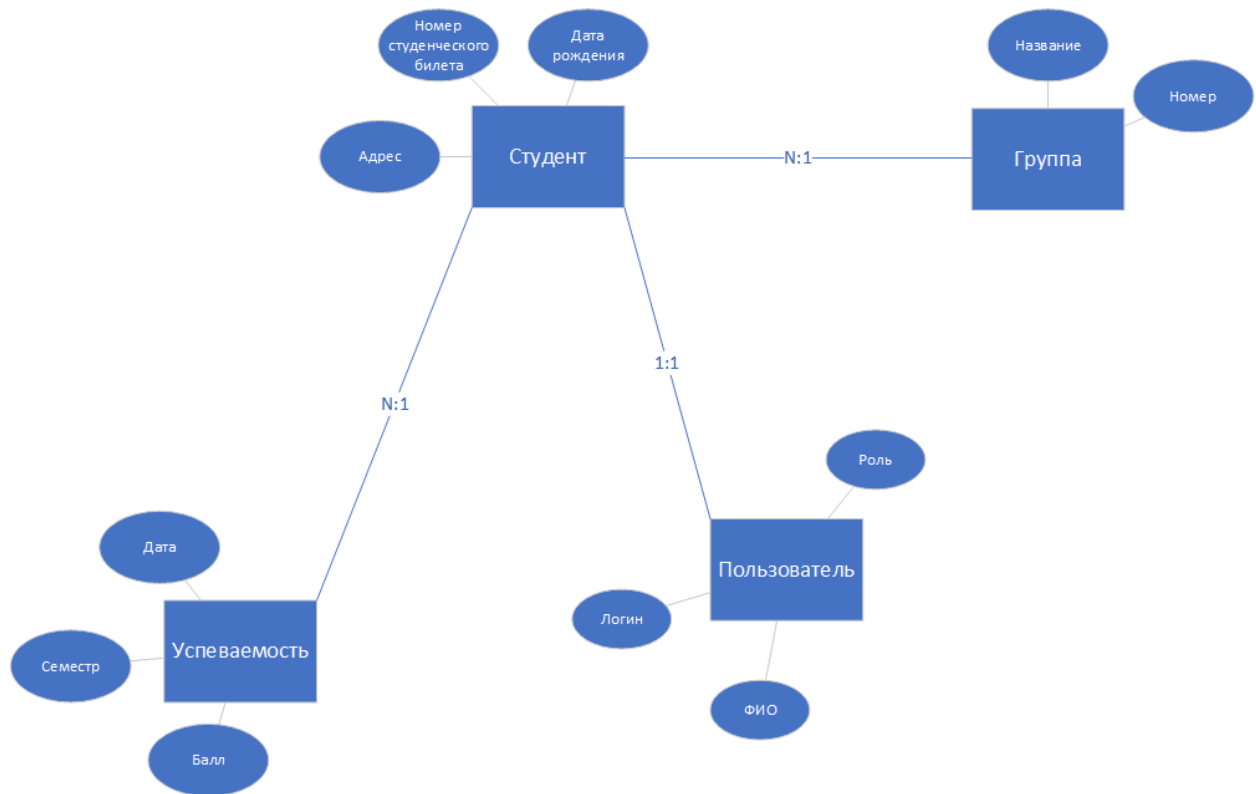 Номер
студенческого
билета
Дата
рождения
Название
Номер
Адрес
Студент
N:1
Группа
1:1
N:1
Роль
Дата
Пользователь
Логин
Успеваемость
Семестр
ФИО
Балл